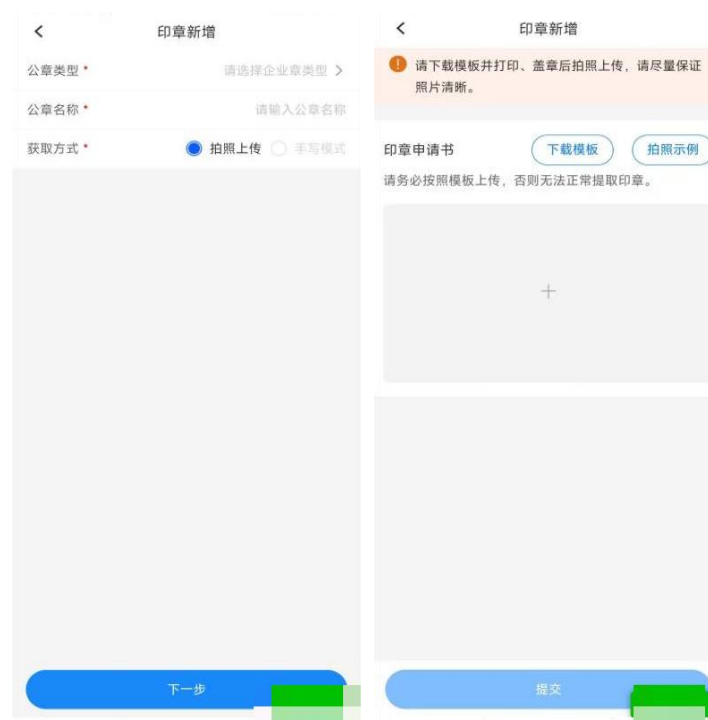 印章新增
公章类型 *
请选择企业章类型
公章名称 *
请输入公章名称
获取方式 *
拍照上传
手写模式
下一步
印章新增
请下载模板并打印、盖章后拍照上传，请尽量保证
照片清晰。
印章申请书
下载模板
拍照示例
请务必按照模板上传，否则无法正常提取印章。
提交